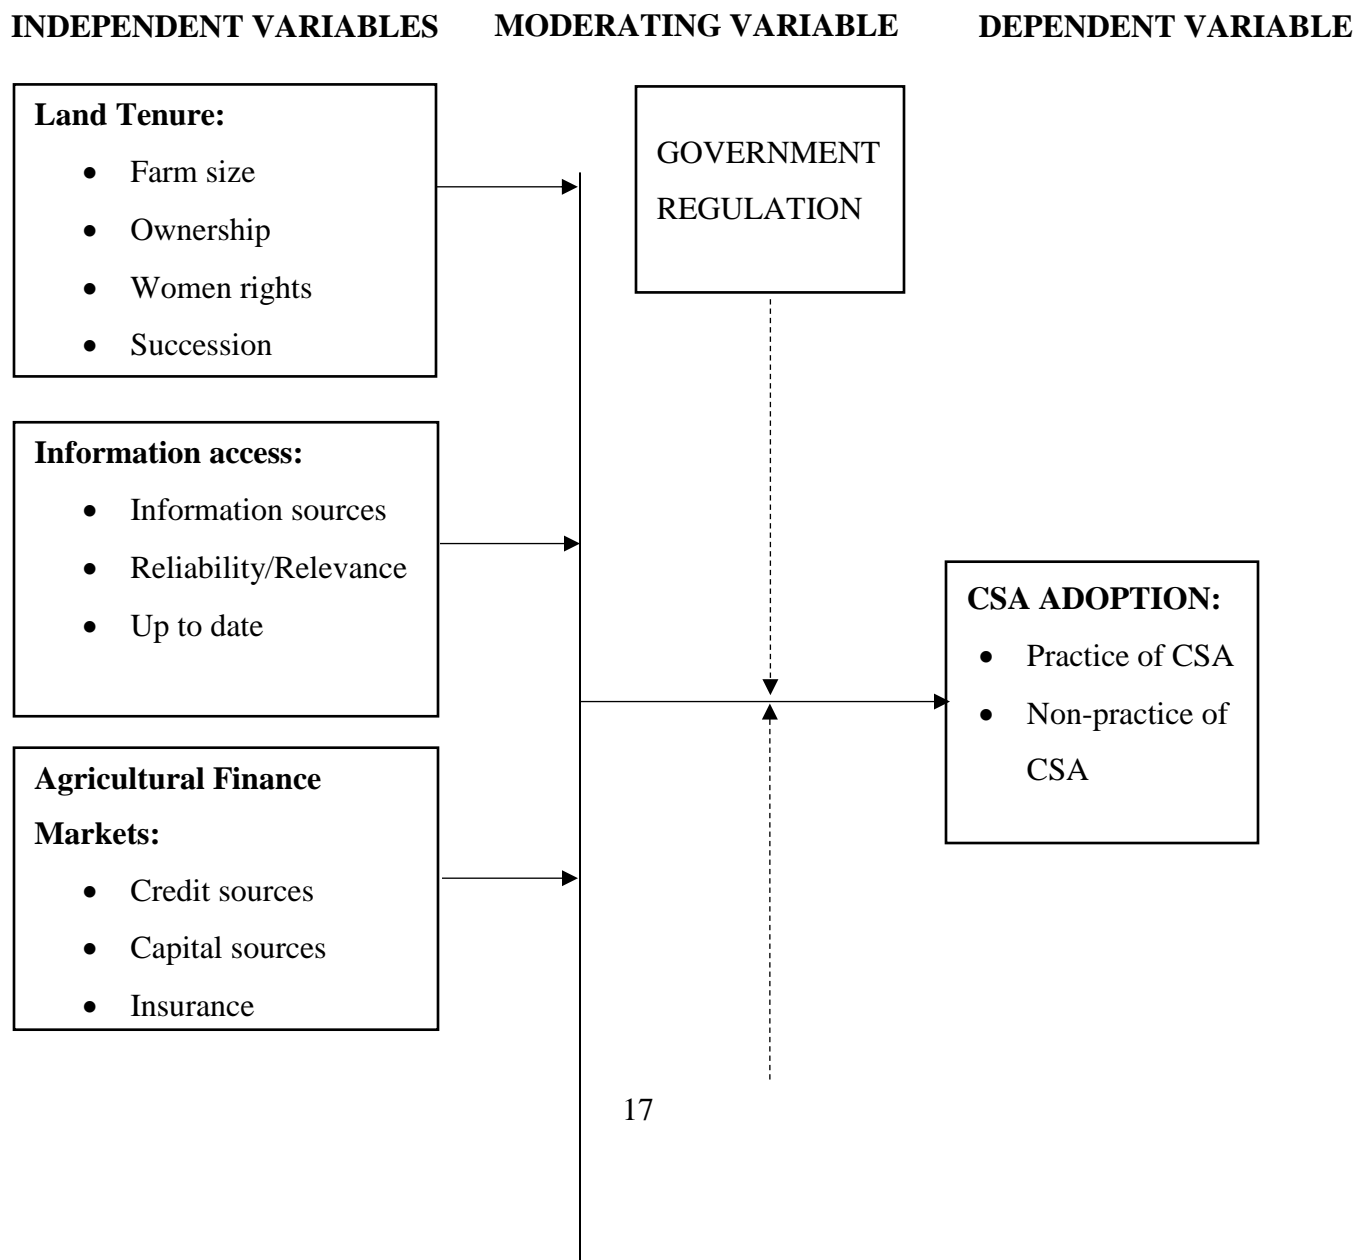 INDEPENDENT VARIABLES
MODERATING VARIABLE
DEPENDENT VARIABLE
Land Tenure:
• Farm size
• Ownership
• Women rights
• Succession
GOVERNMENT
REGULATION
Information access:
• Information sources
• Reliability/Relevance
• Up to date
Agricultural Finance
Markets:
• Credit sources
• Capital sources
• Insurance
CSA ADOPTION:
• Practice of CSA
• Non-practice of
CSA
17